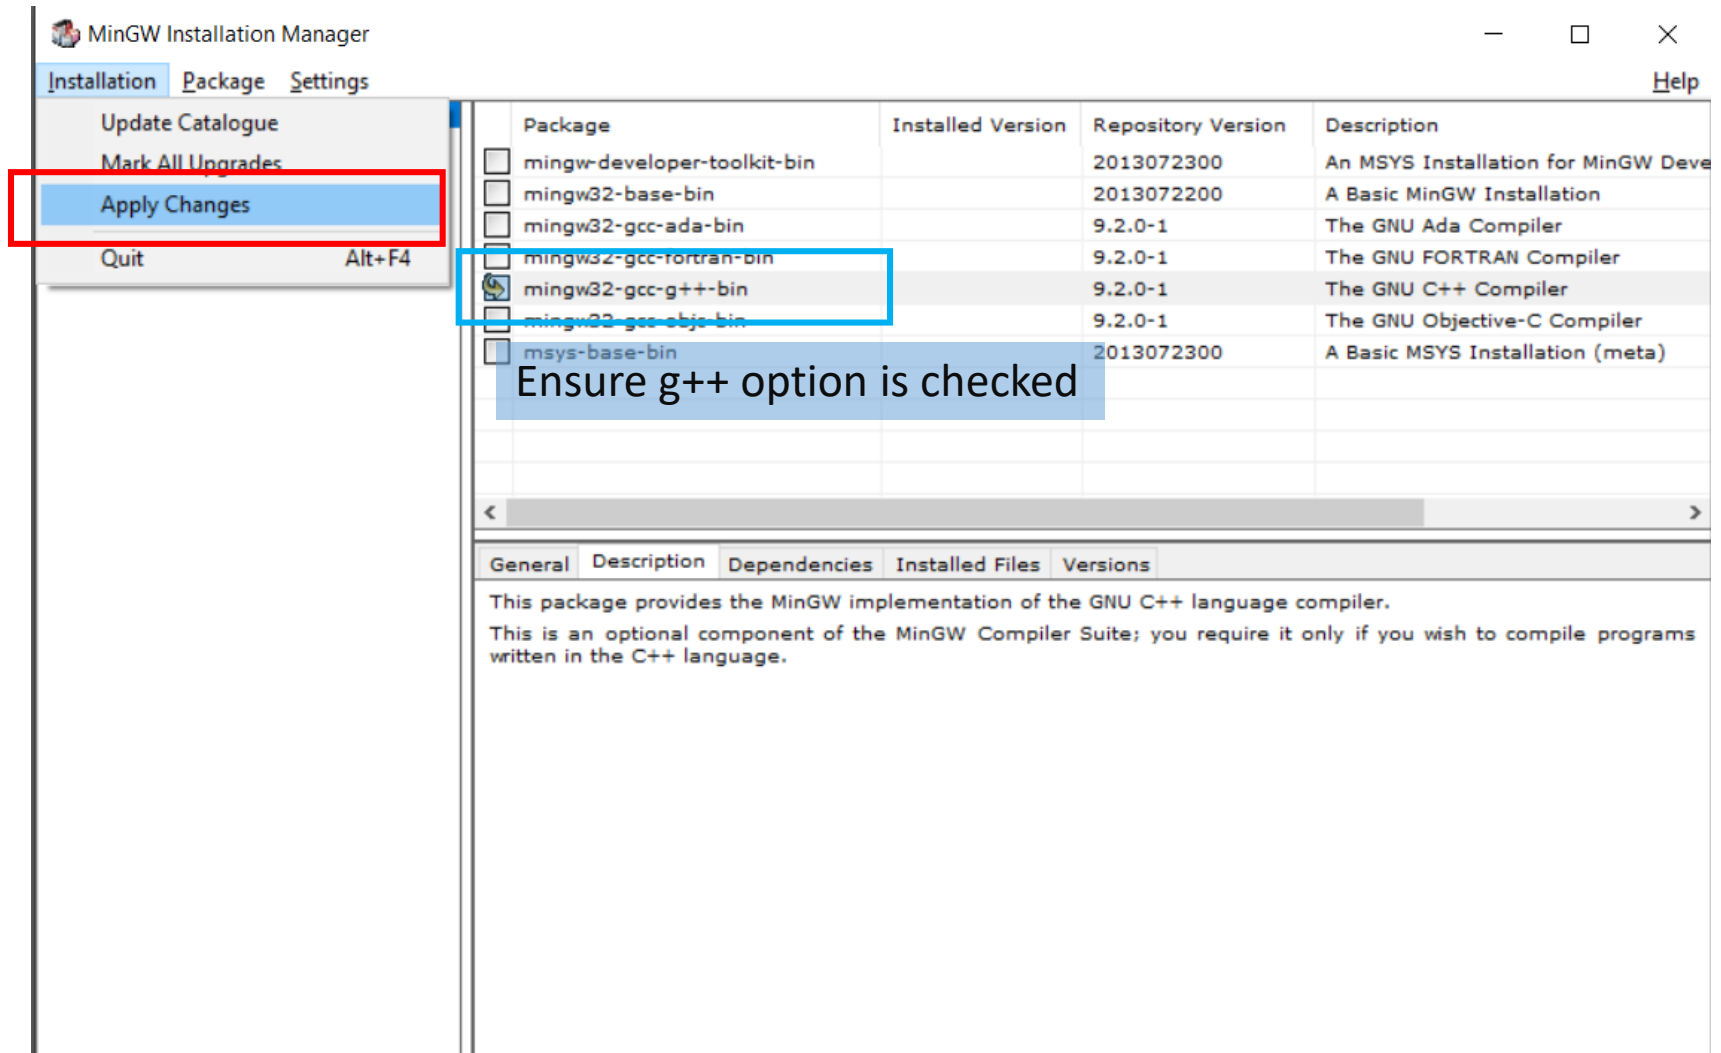 MinGW Installation Manager
Installation Package Settings Help
Update Catalogue
Mark All Upgrades
Apply Changes
Quit Alt+F4
Package Installed Version Repository Version Description
mingw-developer-toolkit-bin 2013072300 An MSYS Installation for MinGW Deve
mingw32-base-bin 2013072200 A Basic MinGW Installation
mingw32-gcc-ada-bin 9.2.0-1 The GNU Ada Compiler
mingw32-gcc-fortran-bin 9.2.0-1 The GNU FORTRAN Compiler
mingw32-gcc-g++-bin 9.2.0-1 The GNU C++ Compiler
mingw32-gcc-objc-bin 9.2.0-1 The GNU Objective-C Compiler
msys-base-bin 2013072300 A Basic MSYS Installation (meta)
Ensure g++ option is checked
General Description Dependencies Installed Files Versions
This package provides the MinGW implementation of the GNU C++ language compiler.
This is an optional component of the MinGW Compiler Suite; you require it only if you wish to compile programs
written in the C++ language.